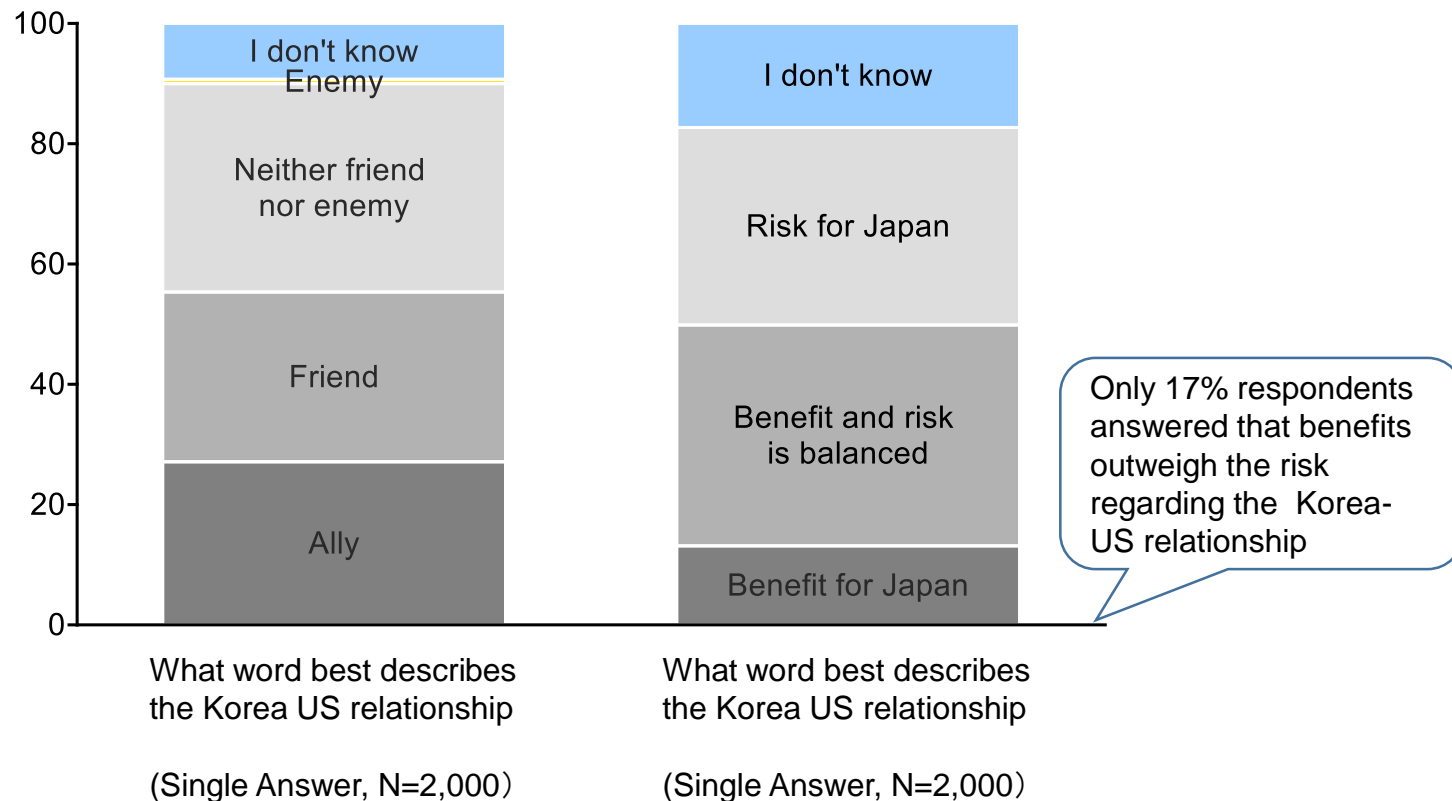 100
80
60
40
20
0
I don't know
Enemy
Neither friend
nor enemy
Friend
Ally
I don't know
Risk for Japan
Benefit and risk
is balanced
Benefit for Japan
Only 17% respondents
answered that benefits
outweigh the risk
regarding the  Korea-
US relationship
What word best describes
the Korea US relationship
(Single Answer, N=2,000）
What word best describes
the Korea US relationship
(Single Answer, N=2,000）